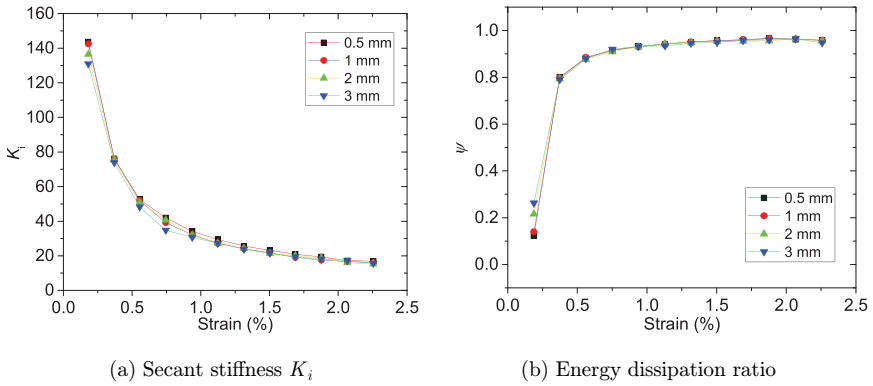 160
140
120
100
80
60
40
20
0
K_i
0.0 0.5 1.0 1.5 2.0 2.5
Strain (%)
0.5 mm
1 mm
2 mm
3 mm
(a) Secant stiffness K_i
1.0
0.8
0.6
0.4
0.2
0.0
ψ
0.0 0.5 1.0 1.5 2.0 2.5
Strain (%)
0.5 mm
1 mm
2 mm
3 mm
(b) Energy dissipation ratio